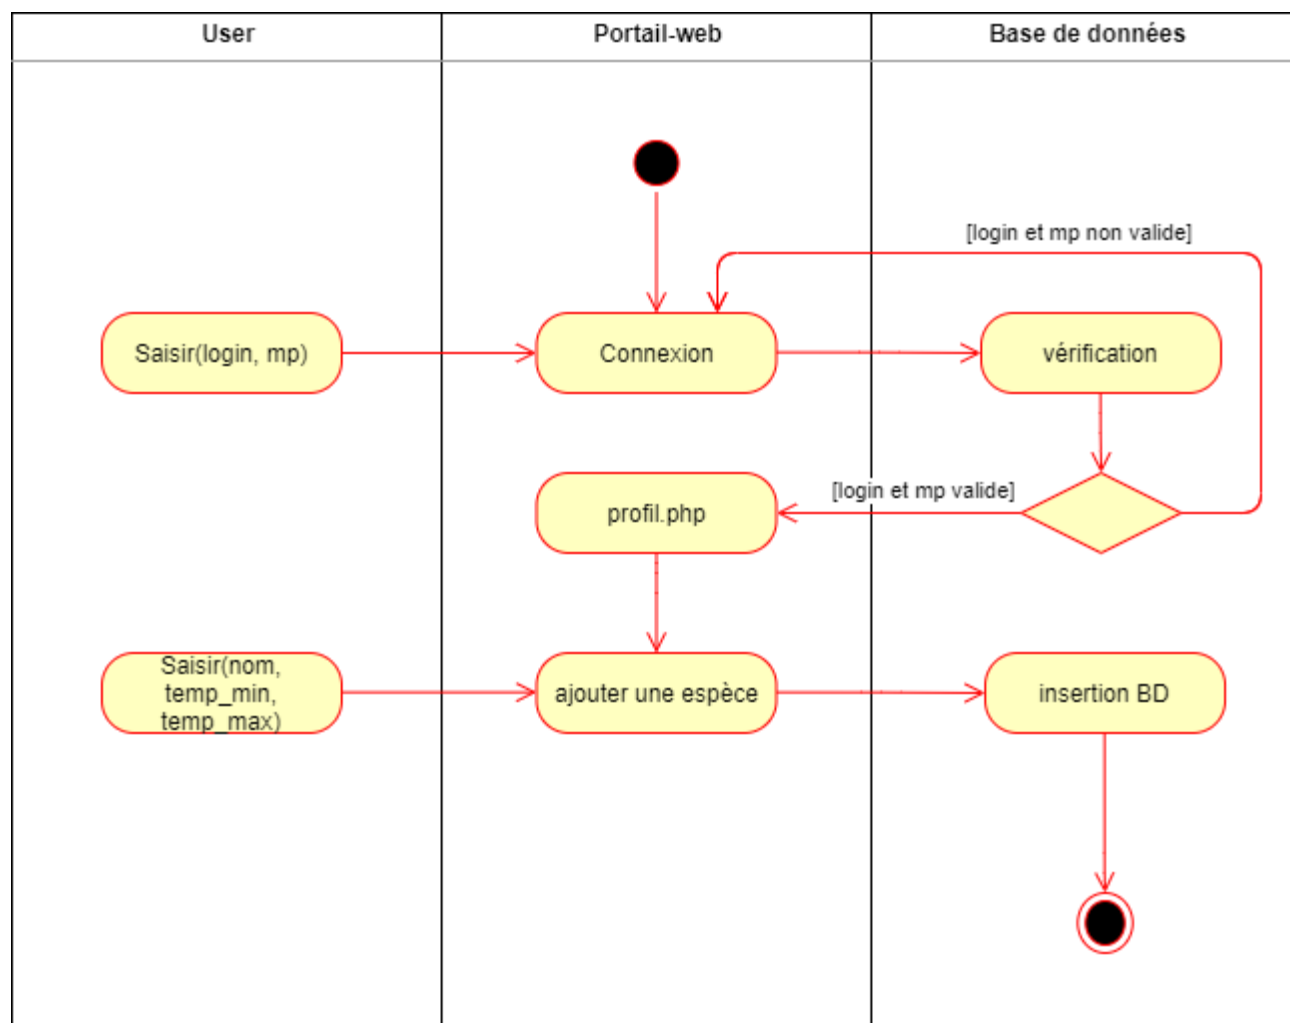 User
Portail-web
Base de données
[login et mp non valide]
Saisir(login, mp)
Connexion
vérification
[login et mp valide]
profil.php
Saisir(nom,
temp_min,
temp_max)
ajouter une espèce
insertion BD